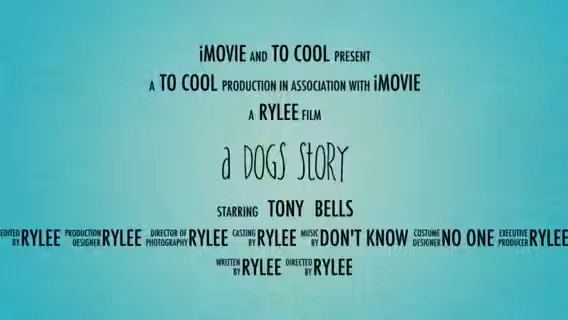 iMOVIE AND TO COOL PRESENT
A TO COOL PRODUCTION IN ASSOCIATION WITH iMOVIE
A RYLEE FILM
a DOGS StORY
STARRING TONY BELLS
EDITED BY RYLEE PRODUCTION DESIGNER RYLEE DIRECTOR OF PHOTOGRAPHY RYLEE CASTING BY RYLEE MUSIC BY DON'T KNOW COSTUME DESIGNER NO ONE EXECUTIVE PRODUCER RYLEE
WRITTEN BY RYLEE DIRECTED BY RYLEE